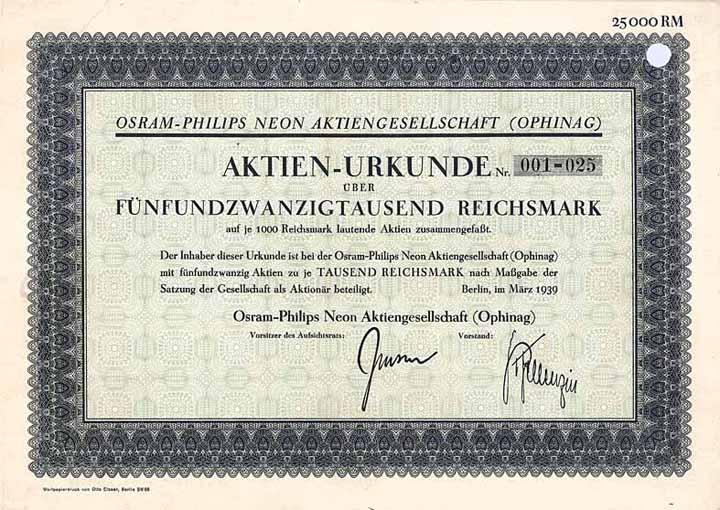 25000 RM
OSRAM-PHILIPS NEON AKTIENGESELLSCHAFT (OPHINAG)
AKTIEN-URKUNDE Nr. 001-025
ÜBER
FÜNFUNDZWANZIGTAUSEND REICHSMARK
auf je 1000 Reichsmark lautende Aktien zusammengefaßt.
Der Inhaber dieser Urkunde ist bei der Osram-Philips Neon Aktiengesellschaft (Ophinag)
mit fünfundzwanzig Aktien zu je TAUSEND REICHSMARK nach Maßgabe der
Satzung der Gesellschaft als Aktionär beteiligt. Berlin, im März 1939
Osram-Philips Neon Aktiengesellschaft (Ophinag)
Vorsitzer des Aufsichtsrats: Vorstand:
Wertpapierdruck von Otto Elsner, Berlin SW68